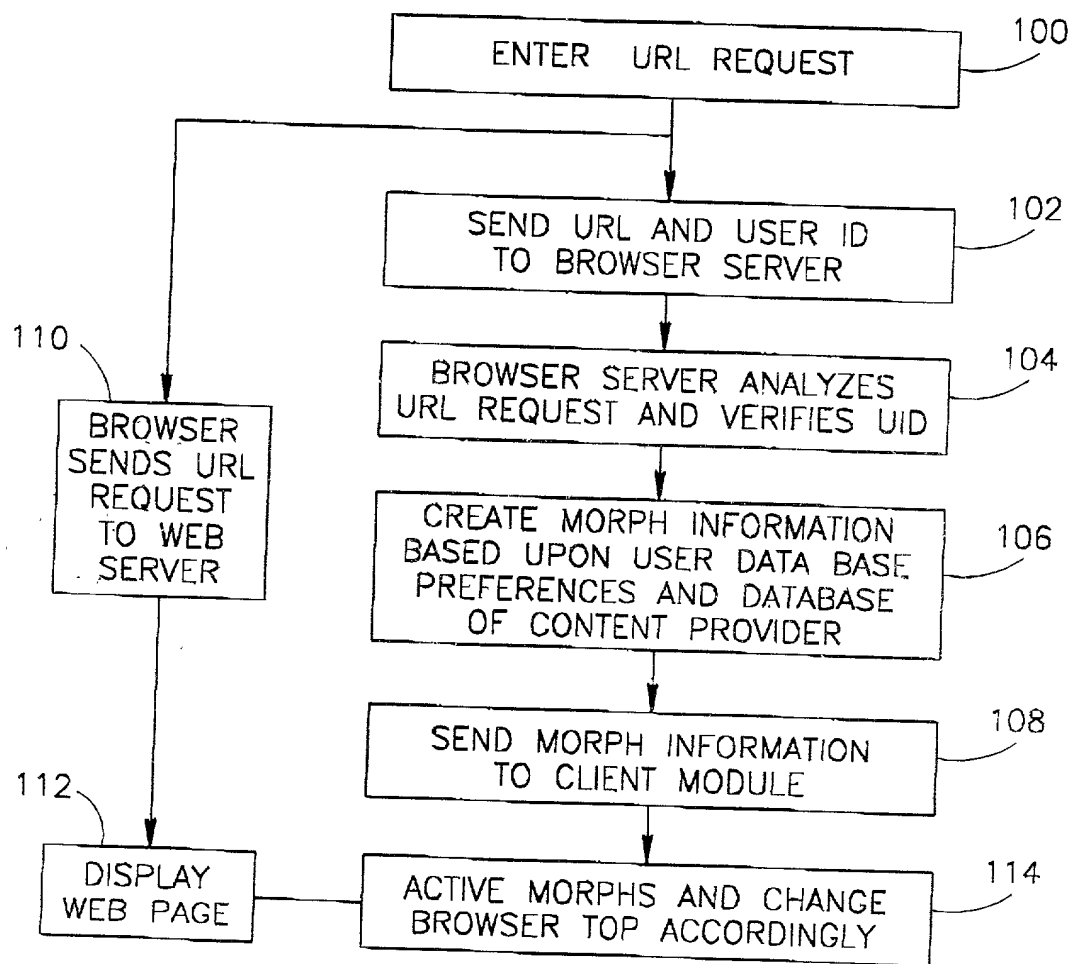 ENTER URL REQUEST
100
SEND URL AND USER ID
TO BROWSER SERVER
102
110
BROWSER SERVER ANALYZES
URL REQUEST AND VERIFIES UID
104
BROWSER
SENDS URL
REQUEST
TO WEB
SERVER
CREATE MORPH INFORMATION
BASED UPON USER DATA BASE
PREFERENCES AND DATABASE
OF CONTENT PROVIDER
106
SEND MORPH INFORMATION
TO CLIENT MODULE
108
112
DISPLAY
WEB PAGE
ACTIVE MORPHS AND CHANGE
BROWSER TOP ACCORDINGLY
114